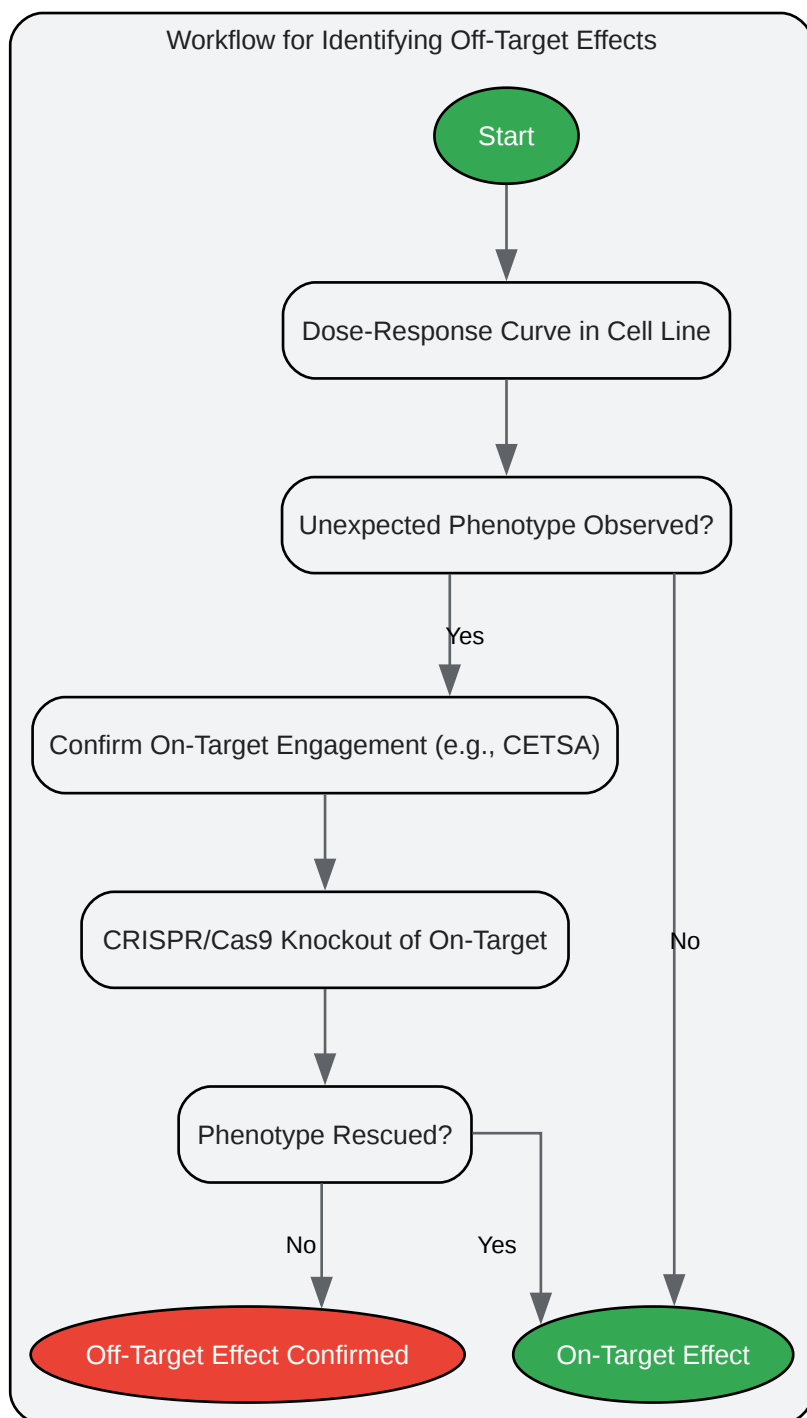 Workflow for Identifying Off-Target Effects
Start
Dose-Response Curve in Cell Line
Unexpected Phenotype Observed?
Yes
Confirm On-Target Engagement (e.g., CETSA)
CRISPR/Cas9 Knockout of On-Target
No
Phenotype Rescued?
No
Yes
Off-Target Effect Confirmed
On-Target Effect